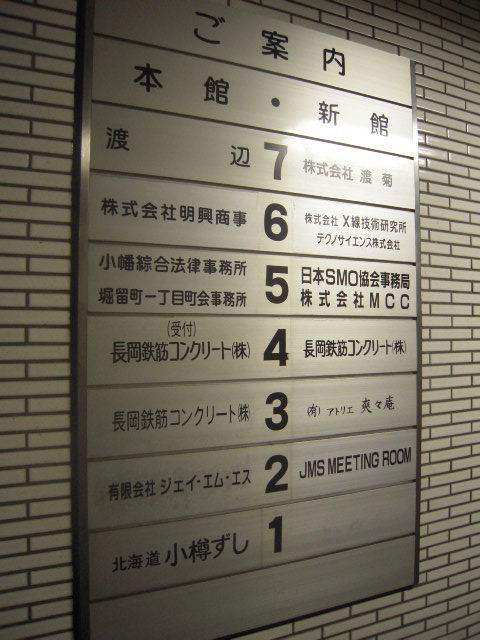 ご案内
本館・新館
渡辺 7 株式会社 渡菊
株式会社明興商事 6 株式会社 X線技術研究所
テクノサイエンス株式会社
小幡綜合法律事務所 5 日本SMO協会事務局
堀留町一丁目町会事務所 株式会社MCC
(受付)
長岡鉄筋コンクリート(株) 4 長岡鉄筋コンクリート(株)
長岡鉄筋コンクリート(株) 3 (有) アトリエ 爽々庵
有限会社 ジェイ・エム・エス 2 JMS MEETING ROOM
北海道 小樽ずし 1